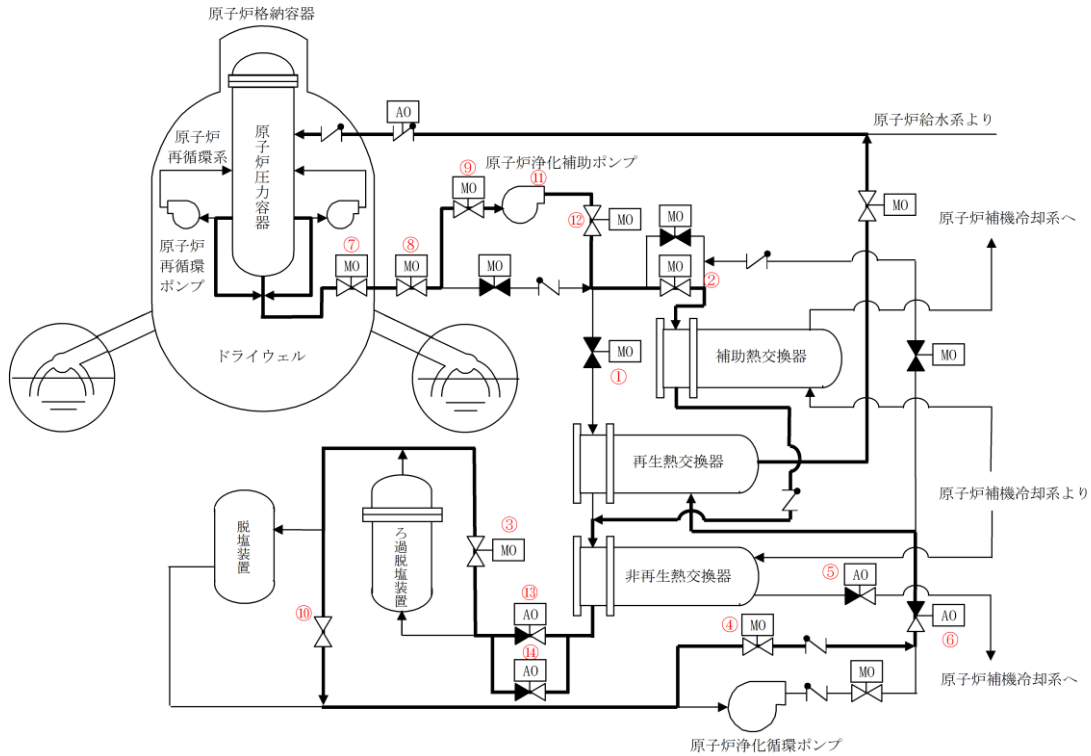 原子炉格納容器
AO
原子炉給水系より
原子炉
再循環系
原子炉圧力容器
原子炉浄化補助ポンプ
⑨
MO
⑪
⑫
MO
MO
MO
原子炉補機冷却系へ
原子炉
再循環
ポンプ
⑦
MO
⑧
MO
MO
MO
②
ドライウェル
MO
①
補助熱交換器
MO
再生熱交換器
原子炉補機冷却系より
脱塩装置
ろ過脱塩装置
③
MO
非再生熱交換器
⑤
AO
⑩
⑬
AO
④
MO
AO
⑥
⑭
AO
MO
原子炉補機冷却系へ
原子炉浄化循環ポンプ